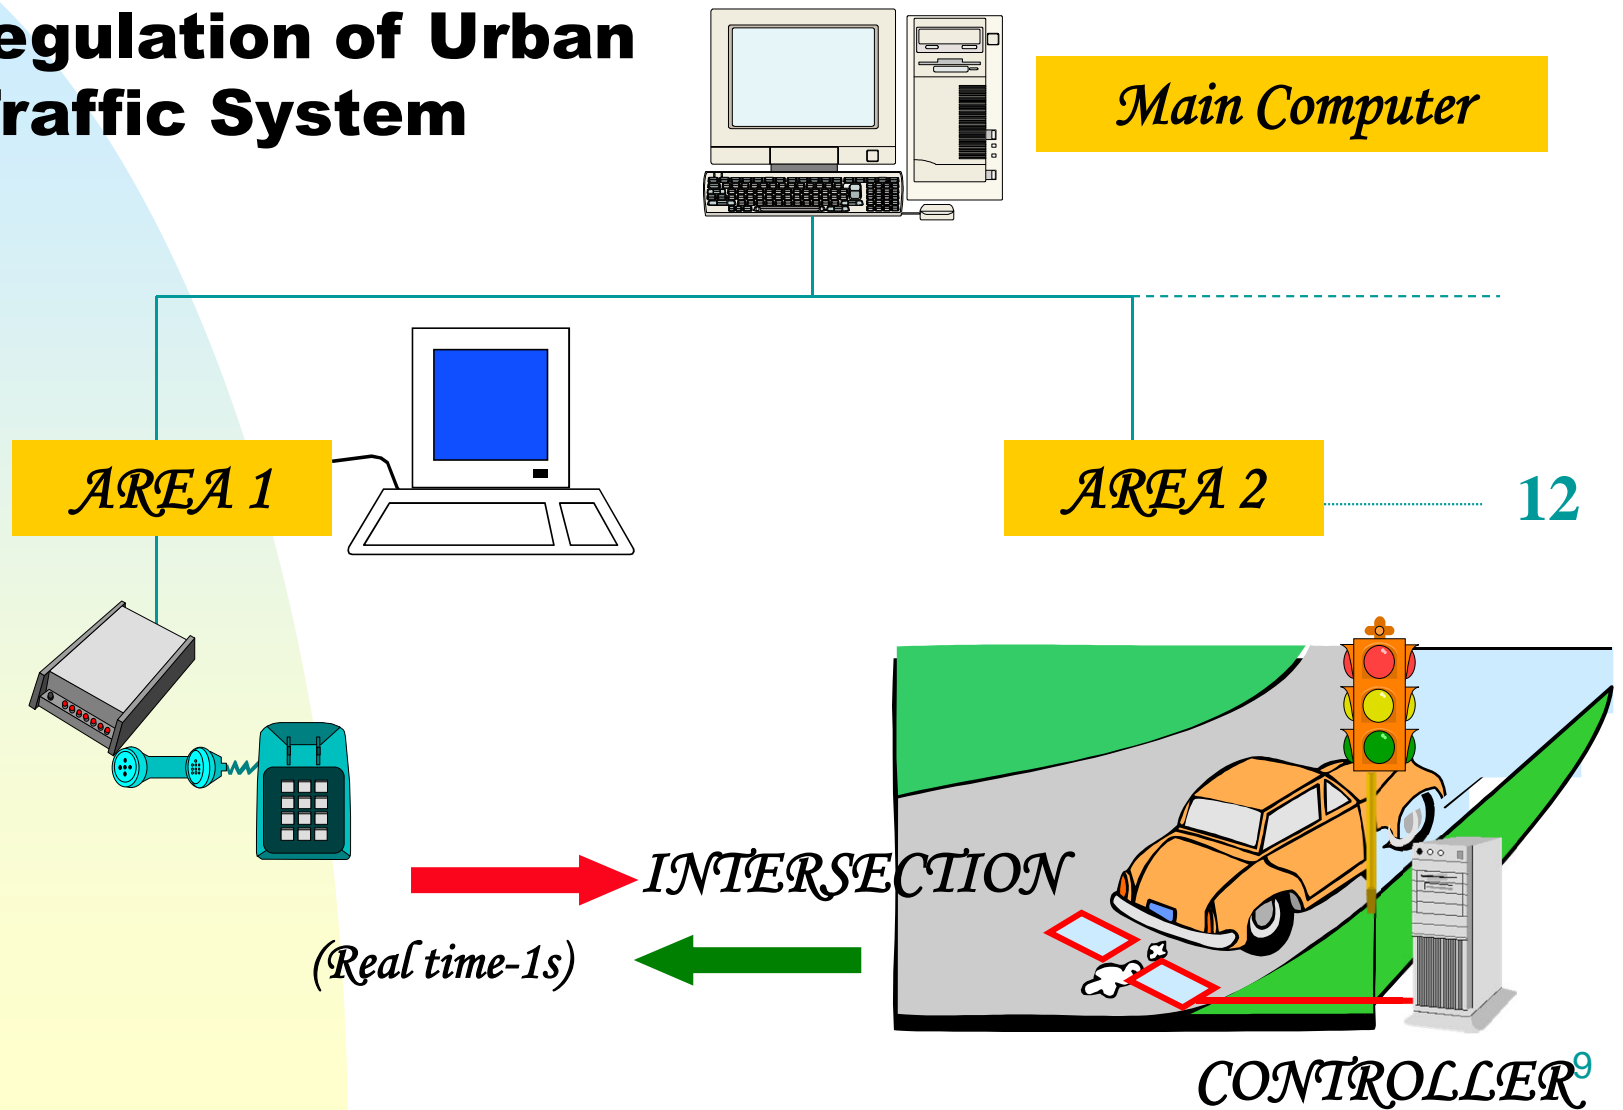 egulation of Urban
raffic System
Main Computer
AREA 1
AREA 2
12
INTERSECTION
(Real time-1s)
CONTROLLER
9